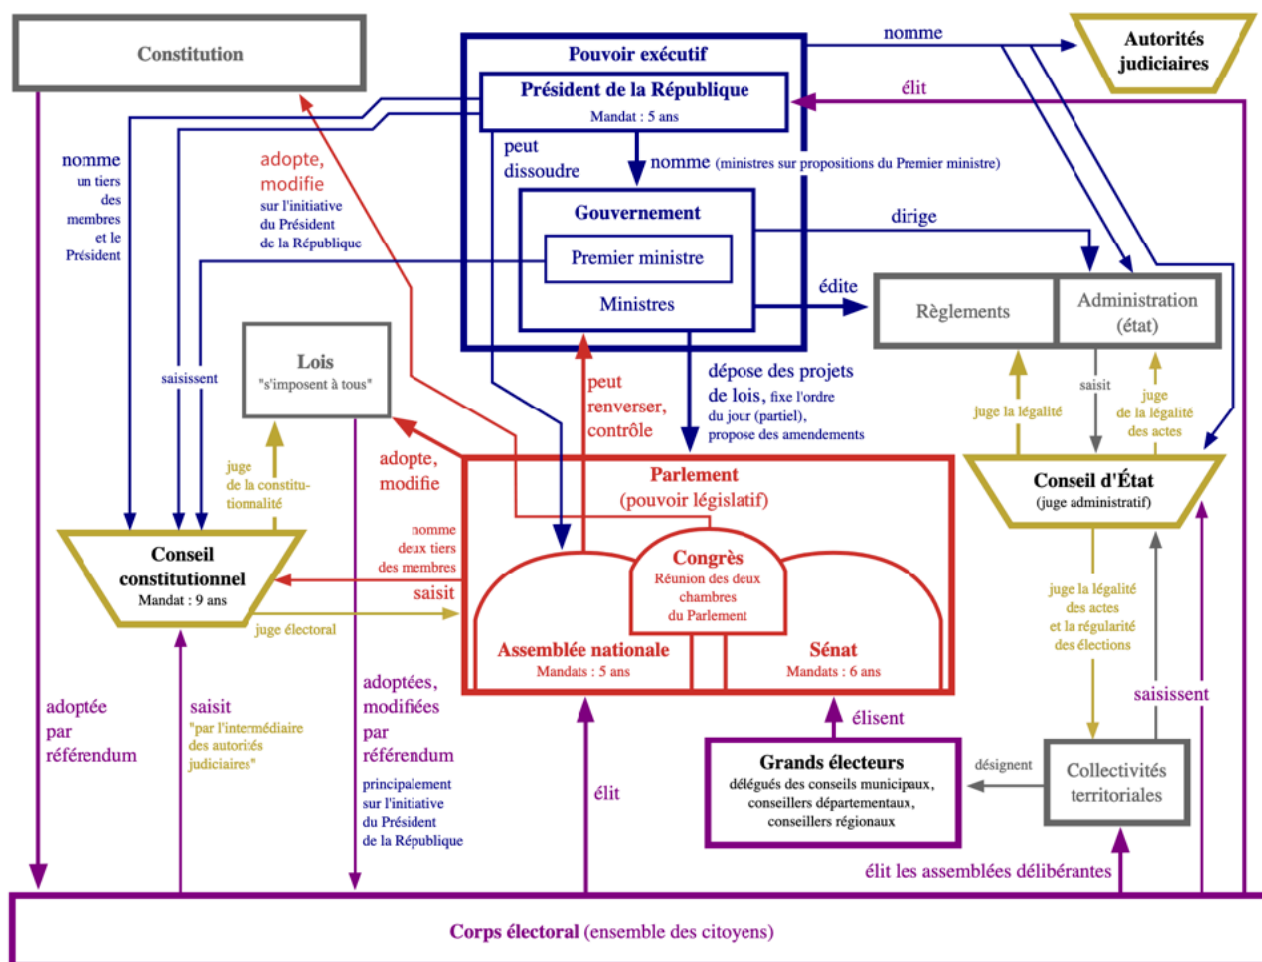 Constitution
Pouvoir exécutif
Président de la République
Mandat : 5 ans
nomme
Autorités
judiciaires
élit
nomme
un tiers
des
membres
et le
Président
adopte,
modifie
sur l'initiative
du Président
de la République
peut
dissoudre
nomme (ministres sur propositions du Premier ministre)
Gouvernement
Premier ministre
Ministres
dirige
édite
Règlements
Administration
(état)
Lois
"s'imposent à tous"
saisissent
peut
renverser,
contrôle
dépose des projets
de lois, fixe l'ordre
du jour (partiel),
propose des amendements
saisit
juge la légalité
juge
de la légalité
des actes
juge
de la constitu-
tionnalité
adopte,
modifie
Parlement
(pouvoir législatif)
Conseil d'État
(juge administratif)
Conseil
constitutionnel
Mandat : 9 ans
nomme
deux tiers
des membres
saisit
juge électoral
Congrès
Réunion des deux
chambres
du Parlement
Assemblée nationale
Mandats : 5 ans
Sénat
Mandats : 6 ans
juge la légalité
des actes
et la régularité
des élections
saisissent
adoptée
par
référendum
saisit
"par l'intermédiaire
des autorités
judiciaires"
adoptées,
modifiées
par
référendum
principalement
sur l'initiative
du Président
de la République
élit
élisent
Grands électeurs
délégués des conseils municipaux,
conseillers départementaux,
conseillers régionaux
désignent
Collectivités
territoriales
élit les assemblées délibérantes
Corps électoral (ensemble des citoyens)